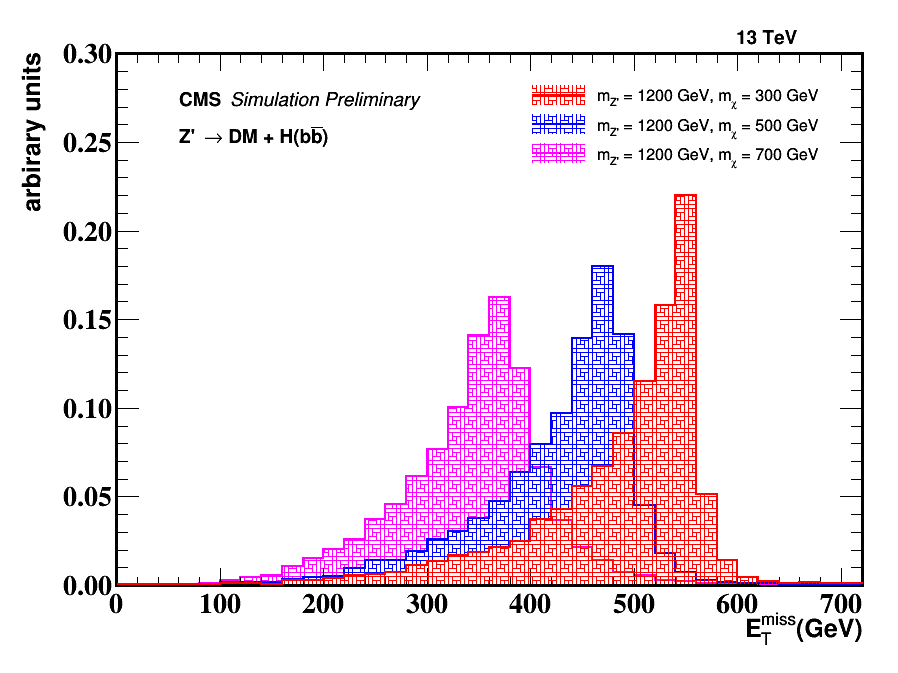 13 TeV
CMS Simulation Preliminary
Z' → DM + H(bb̅)
m_Z' = 1200 GeV, m_χ = 300 GeV
m_Z' = 1200 GeV, m_χ = 500 GeV
m_Z' = 1200 GeV, m_χ = 700 GeV
arbirary units
0.30
0.25
0.20
0.15
0.10
0.05
0.00
0 100 200 300 400 500 600 700
E_T^miss(GeV)